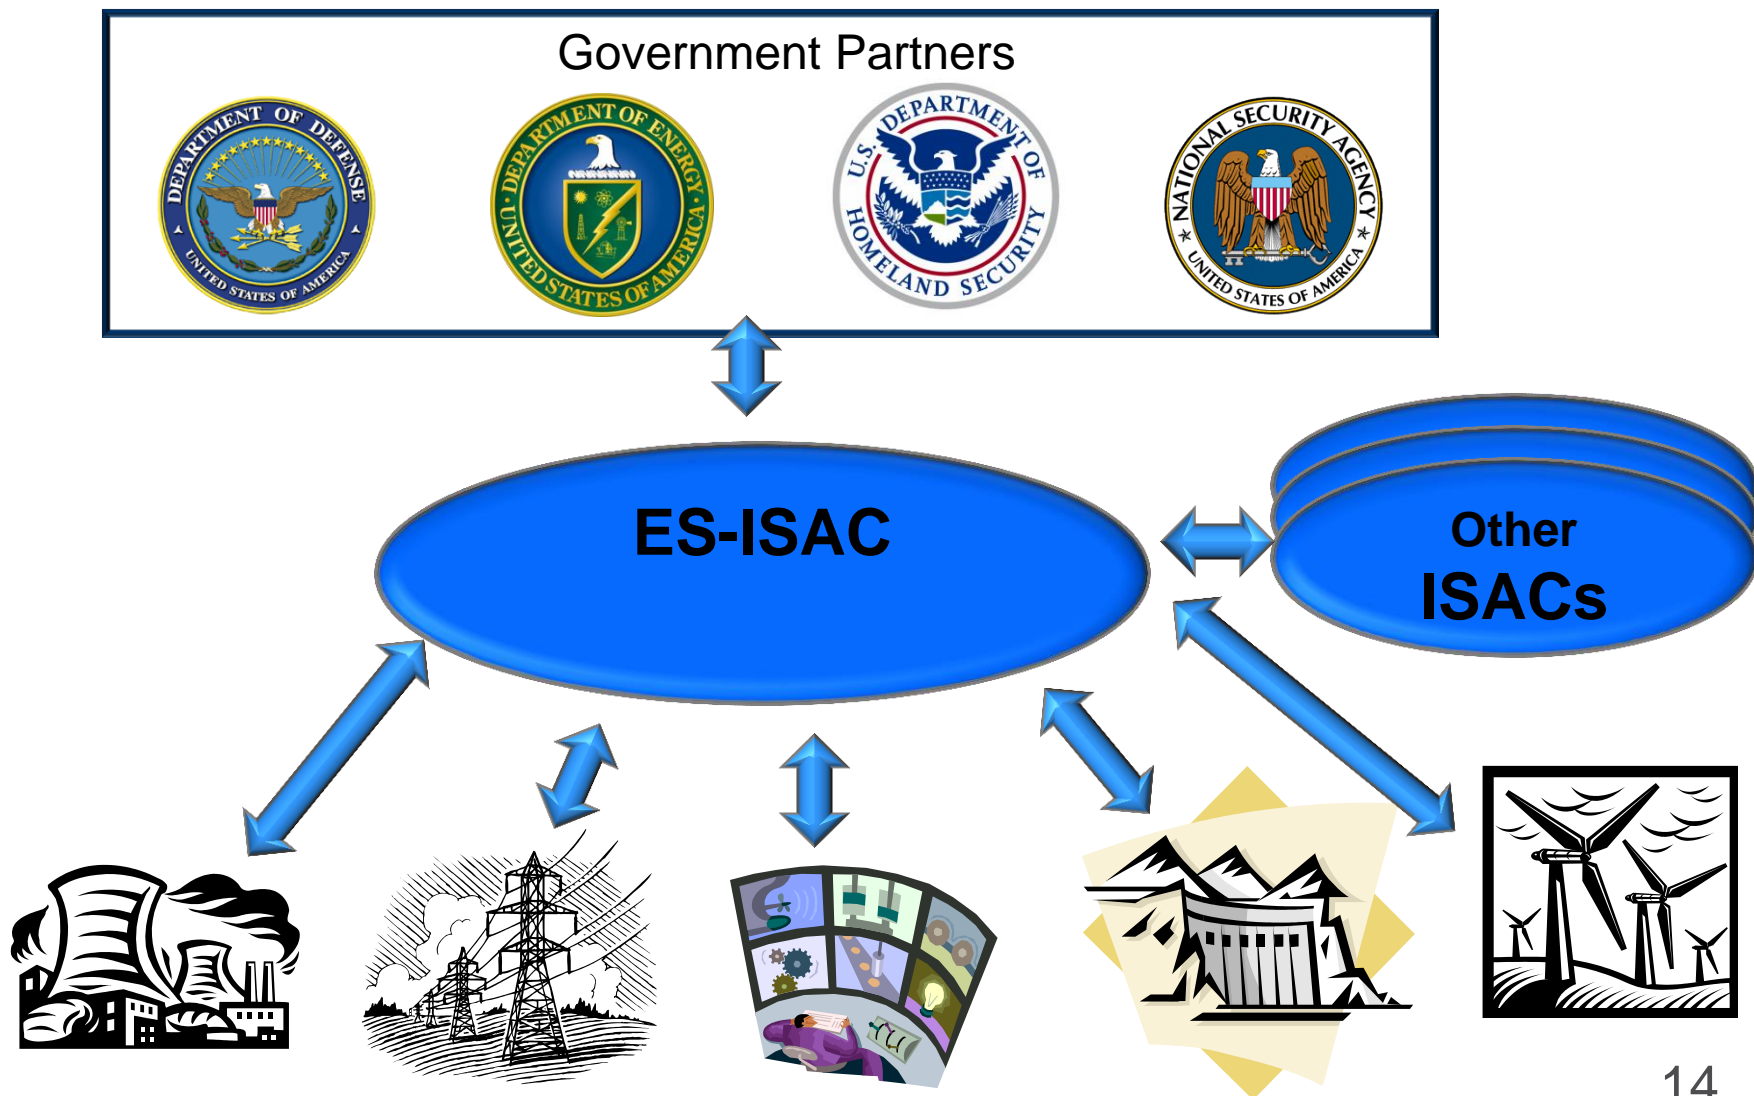 Government Partners
DEPARTMENT OF DEFENSE
UNITED STATES OF AMERICA
DEPARTMENT OF ENERGY
UNITED STATES OF AMERICA
U.S. DEPARTMENT OF
HOMELAND SECURITY
NATIONAL SECURITY AGENCY
UNITED STATES OF AMERICA
ES-ISAC
Other
ISACs
14